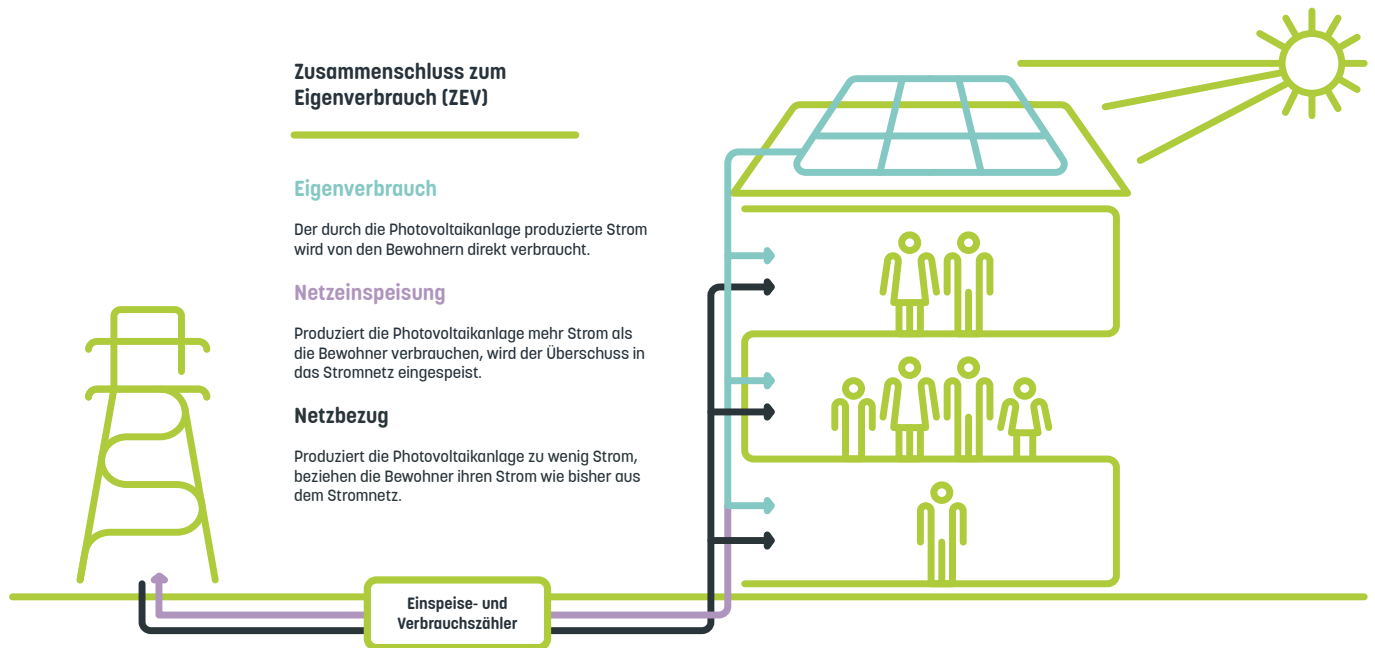 Zusammenschluss zum
Eigenverbrauch (ZEV)
Eigenverbrauch
Der durch die Photovoltaikanlage produzierte Strom
wird von den Bewohnern direkt verbraucht.
Netzeinspeisung
Produziert die Photovoltaikanlage mehr Strom als
die Bewohner verbrauchen, wird der Überschuss in
das Stromnetz eingespeist.
Netzbezug
Produziert die Photovoltaikanlage zu wenig Strom,
beziehen die Bewohner ihren Strom wie bisher aus
dem Stromnetz.
Einspeise- und
Verbrauchszähler